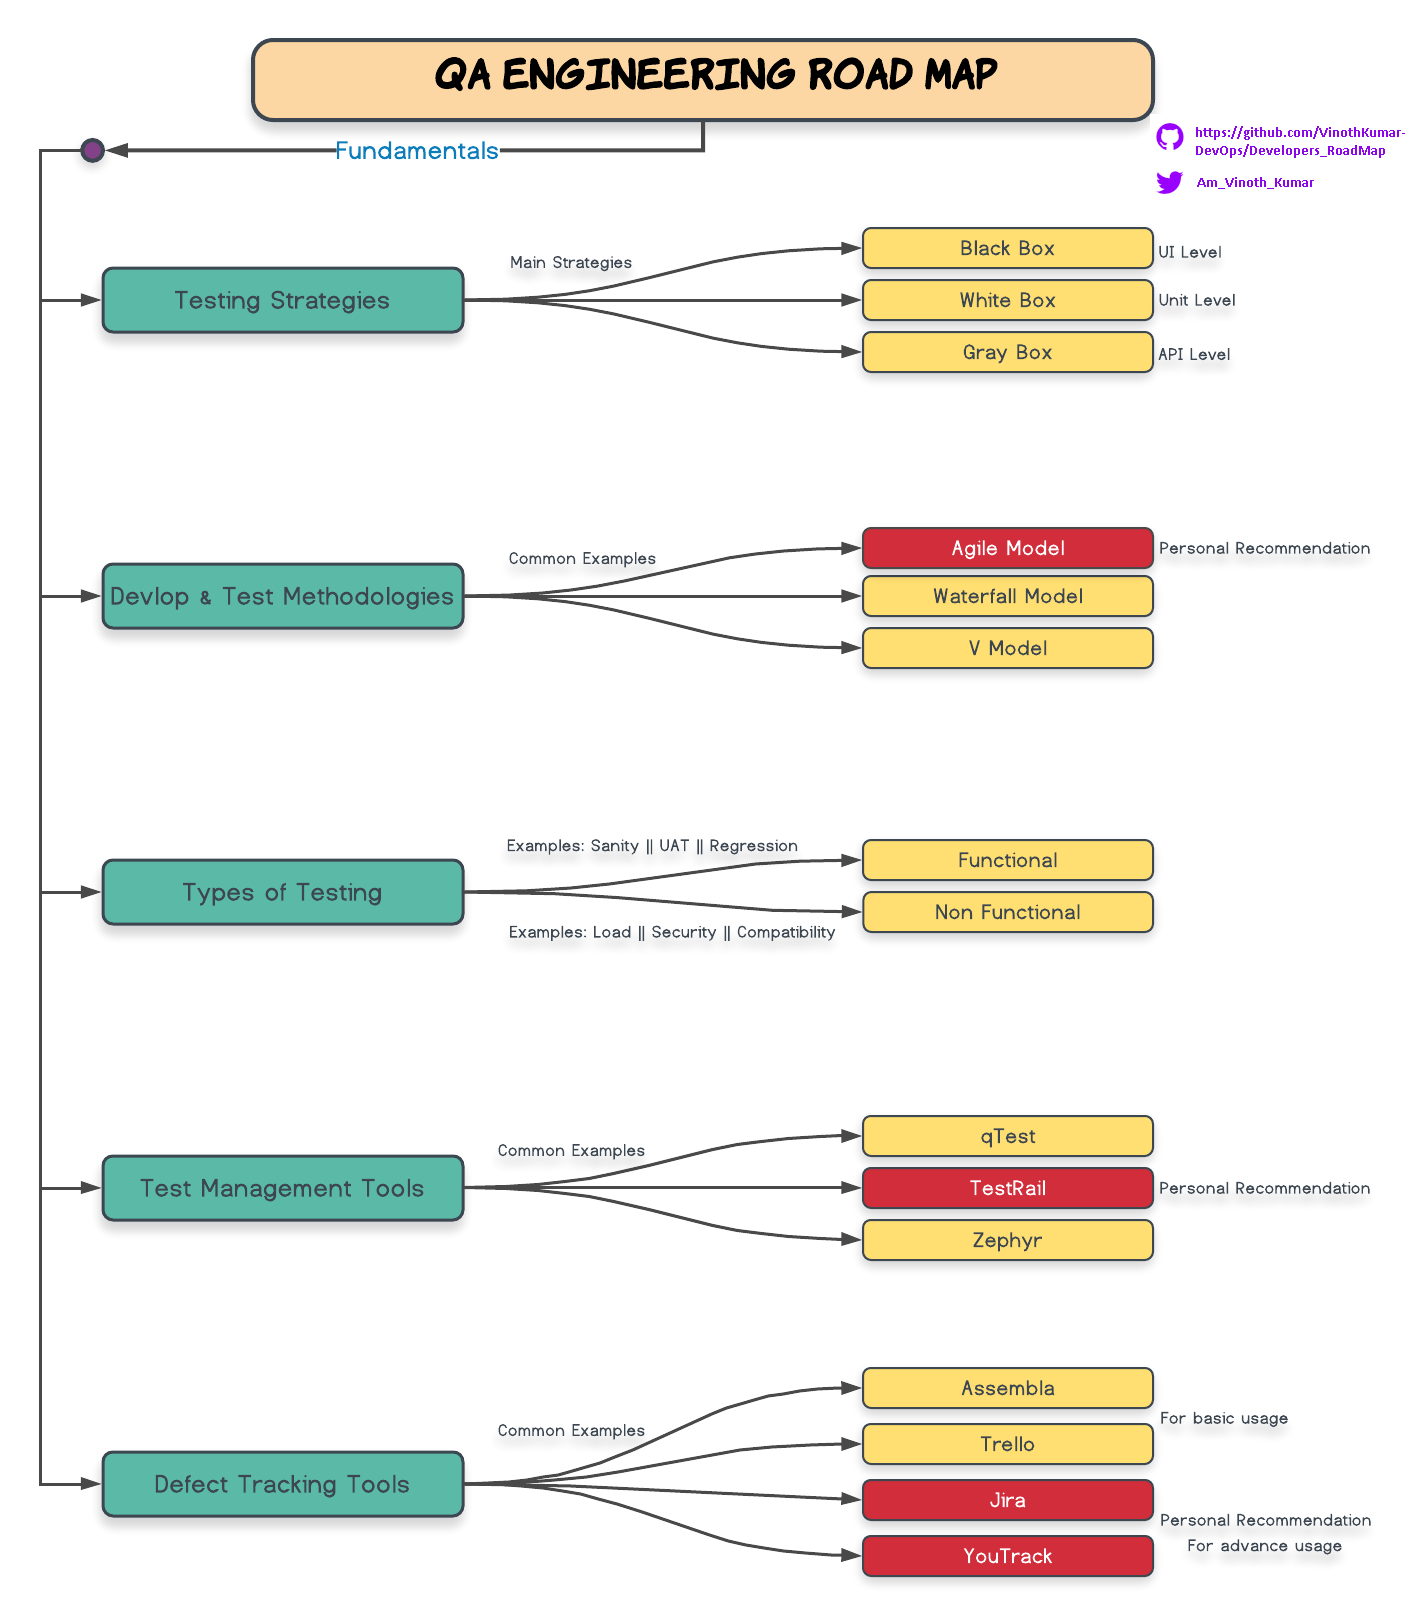 QA ENGINEERING ROAD MAP
Fundamentals
https://github.com/VinothKumar-
DevOps/Developers_RoadMap
Am_Vinoth_Kumar
Testing Strategies
Main Strategies
Black Box
UI Level
White Box
Unit Level
Gray Box
API Level
Devlop & Test Methodologies
Common Examples
Agile Model
Personal Recommendation
Waterfall Model
V Model
Types of Testing
Examples: Sanity || UAT || Regression
Functional
Non Functional
Examples: Load || Security || Compatibility
Test Management Tools
Common Examples
qTest
TestRail
Personal Recommendation
Zephyr
Defect Tracking Tools
Common Examples
Assembla
For basic usage
Trello
Jira
Personal Recommendation
For advance usage
YouTrack